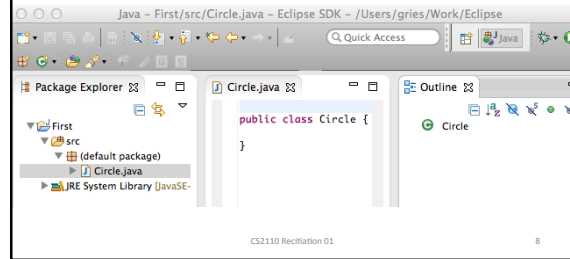 Java – First/src/Circle.java – Eclipse SDK – /Users/gries/Work/Eclipse
Quick Access
Java
Package Explorer
Circle.java
Outline
First
src
(default package)
Circle.java
JRE System Library [JavaSE-
public class Circle {
}
Circle
CS2110 Recitiation 01
8